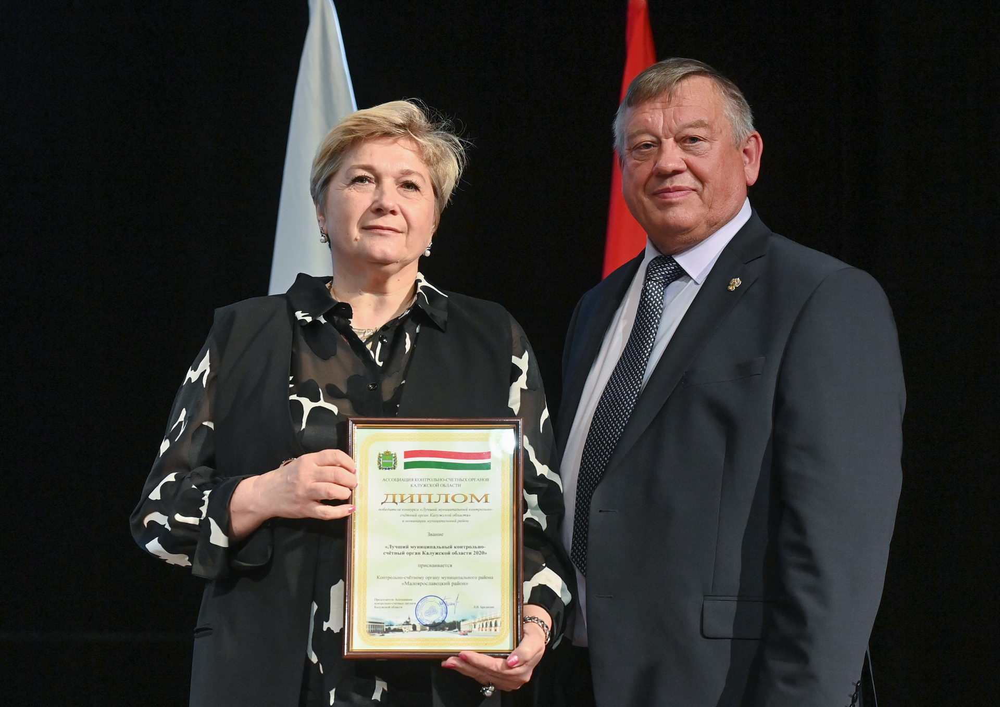 АССОЦИАЦИЯ КОНТРОЛЬНО-СЧЕТНЫХ ОРГАНОВ
КАЛУЖСКОЙ ОБЛАСТИ
ДИПЛОМ
победителя конкурса «Лучший муниципальный контрольно-
счётный орган Калужской области»
в номинации муниципальный район
Звание
«Лучший муниципальный контрольно-
счётный орган Калужской области 2020»
присваивается
Контрольно-счётному органу муниципального района
«Малоярославецкий район»
Председатель Ассоциации
контрольно-счетных органов
Калужской области
Л.В. Бредихин